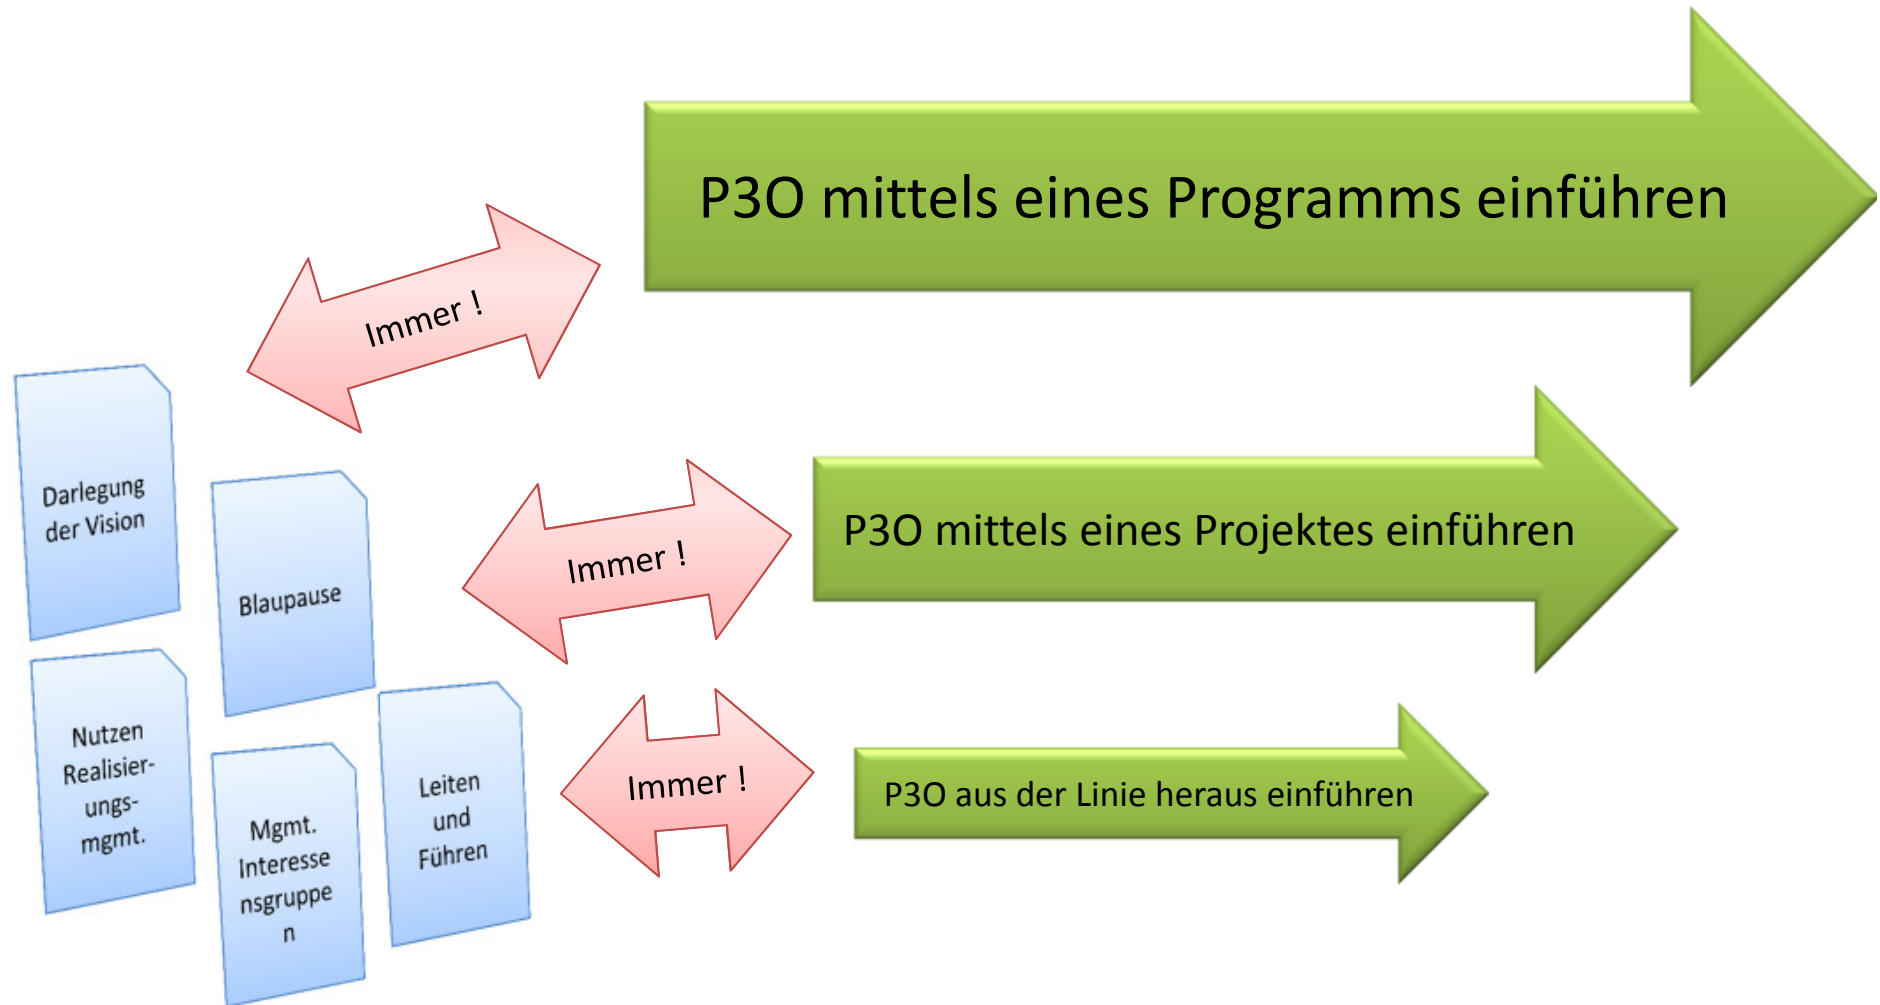 P3O mittels eines Programms einführen
Immer !
Darlegung
der Vision
Blaupause
Immer !
P3O mittels eines Projektes einführen
Nutzen
Realisier-
ungs-
mgmt.
Mgmt.
Interesse
nsgruppe
n
Leiten
und
Führen
Immer !
P3O aus der Linie heraus einführen